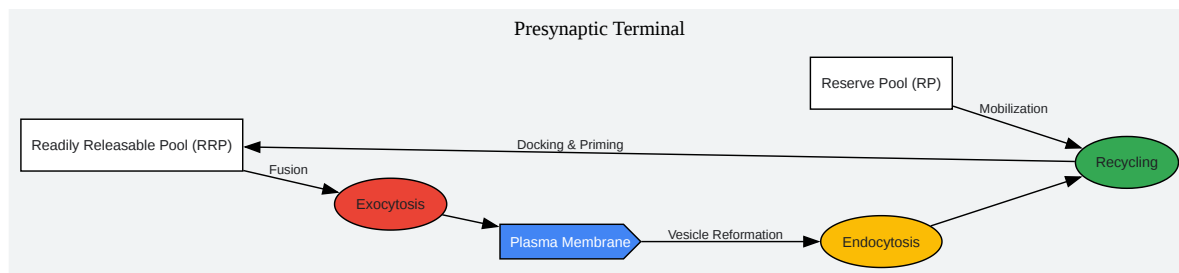 Presynaptic Terminal
Reserve Pool (RP)
Mobilization
Readily Releasable Pool (RRP)
Docking & Priming
Recycling
Fusion
Exocytosis
Plasma Membrane
Vesicle Reformation
Endocytosis